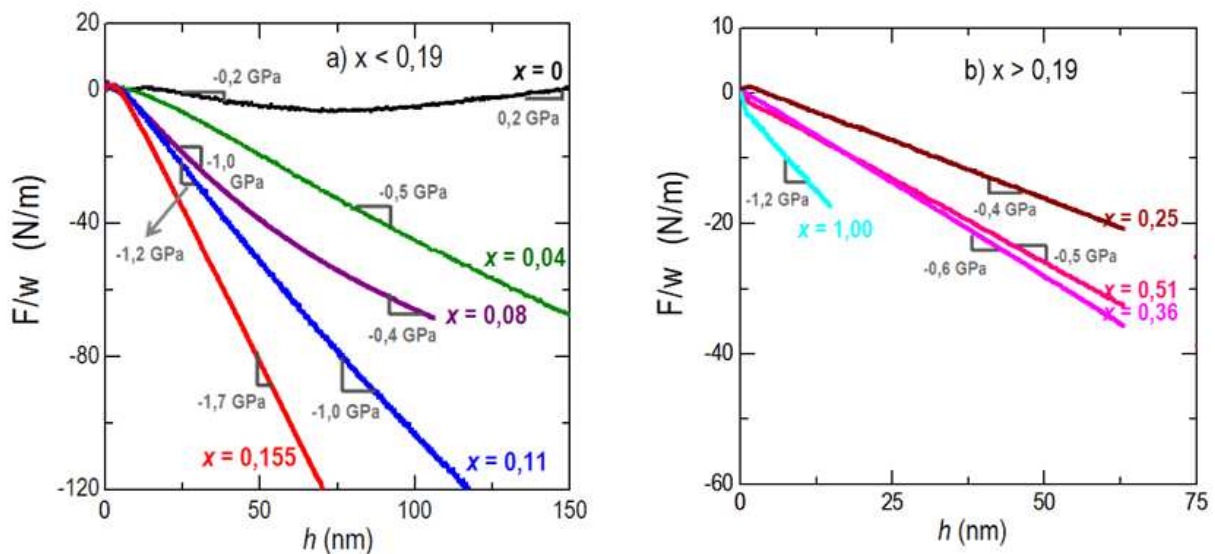 20
0
-40
-80
-120
F/w (N/m)
a) x < 0,19
x = 0
-0,2 GPa
0,2 GPa
-1,0
GPa
-0,5 GPa
-1,2 GPa
x = 0,04
x = 0,08
-0,4 GPa
-1,7 GPa
-1,0 GPa
x = 0,155
x = 0,11
0
50
100
150
h (nm)
20
0
-20
-40
-60
F/w (N/m)
b) x > 0,19
-1,2 GPa
-0,4 GPa
x = 1,00
x = 0,25
-0,6 GPa
-0,5 GPa
x = 0,51
x = 0,36
0
25
50
75
h (nm)